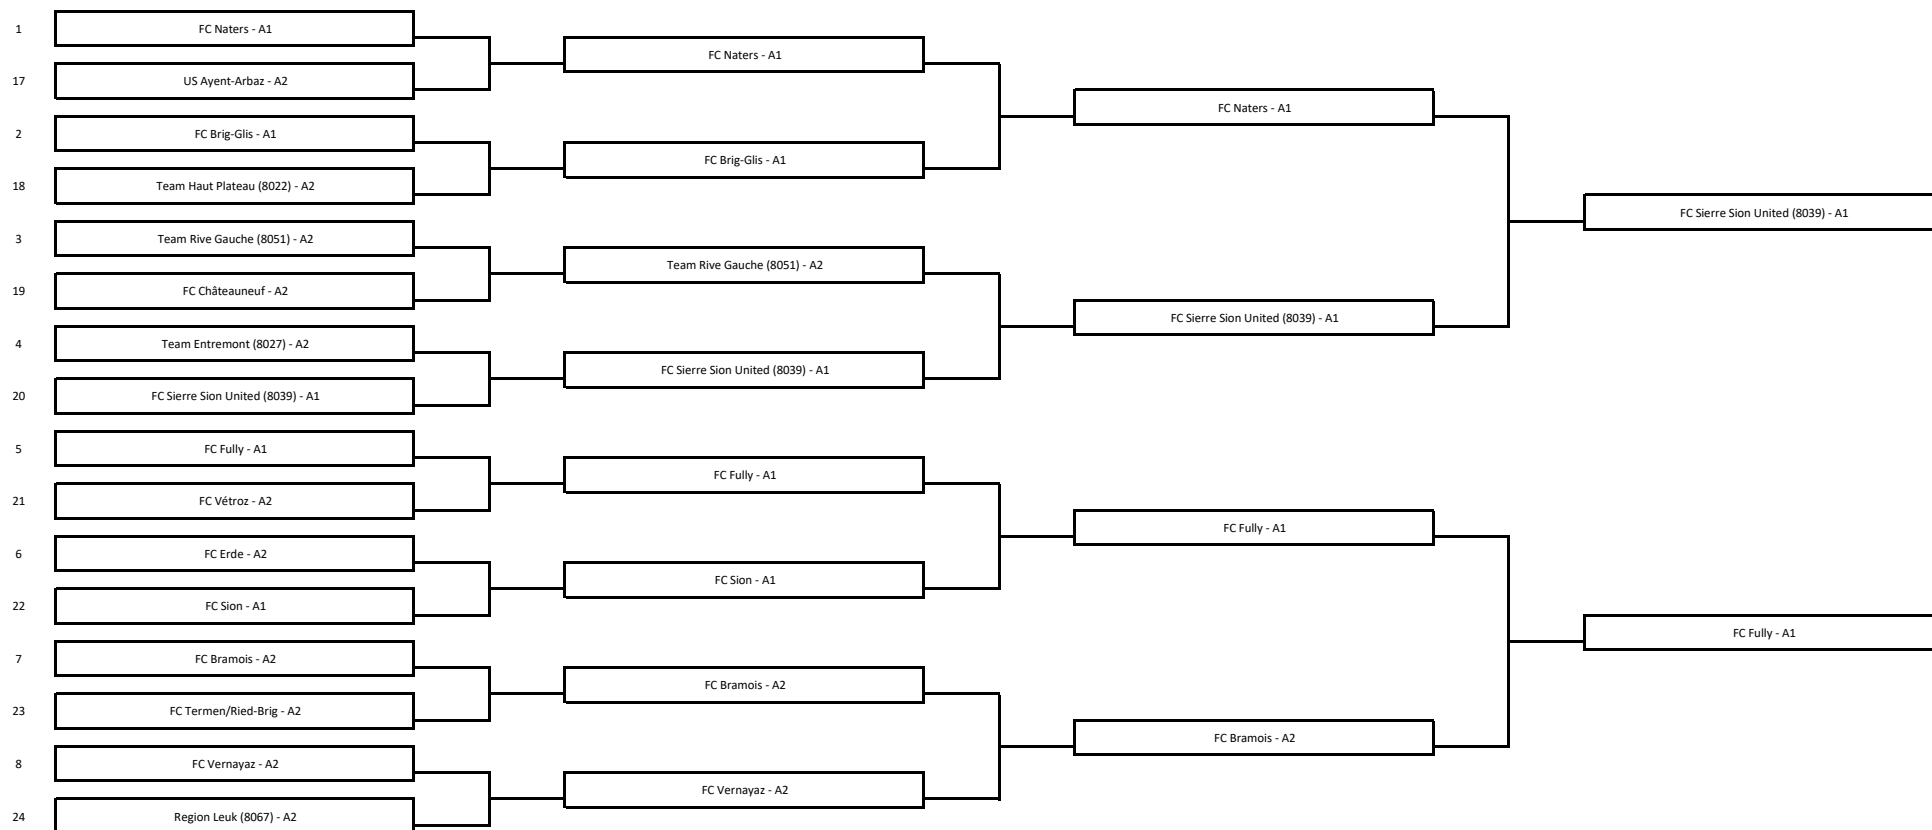 1
FC Naters - A1
FC Naters - A1
17
US Ayent-Arbaz - A2
FC Naters - A1
2
FC Brig-Glis - A1
FC Brig-Glis - A1
18
Team Haut Plateau (8022) - A2
FC Sierre Sion United (8039) - A1
3
Team Rive Gauche (8051) - A2
Team Rive Gauche (8051) - A2
19
FC Châteauneuf - A2
FC Sierre Sion United (8039) - A1
4
Team Entremont (8027) - A2
FC Sierre Sion United (8039) - A1
20
FC Sierre Sion United (8039) - A1
5
FC Fully - A1
FC Fully - A1
21
FC Vétroz - A2
FC Fully - A1
6
FC Erde - A2
FC Sion - A1
22
FC Sion - A1
FC Fully - A1
7
FC Bramois - A2
FC Bramois - A2
23
FC Termen/Ried-Brig - A2
FC Bramois - A2
8
FC Vernayaz - A2
FC Vernayaz - A2
24
Region Leuk (8067) - A2